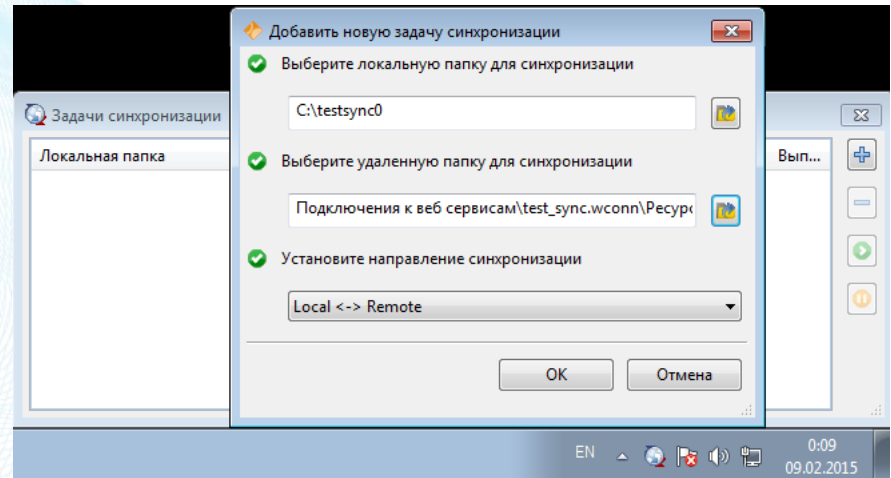 Добавить новую задачу синхронизации
Выберите локальную папку для синхронизации
C:\testsync0
Задачи синхронизации
Локальная папка
Вып...
Выберите удаленную папку для синхронизации
Подключения к веб сервисам\test_sync.wconn\Ресурс
Установите направление синхронизации
Local <-> Remote
OK
Отмена
EN
0:09
09.02.2015